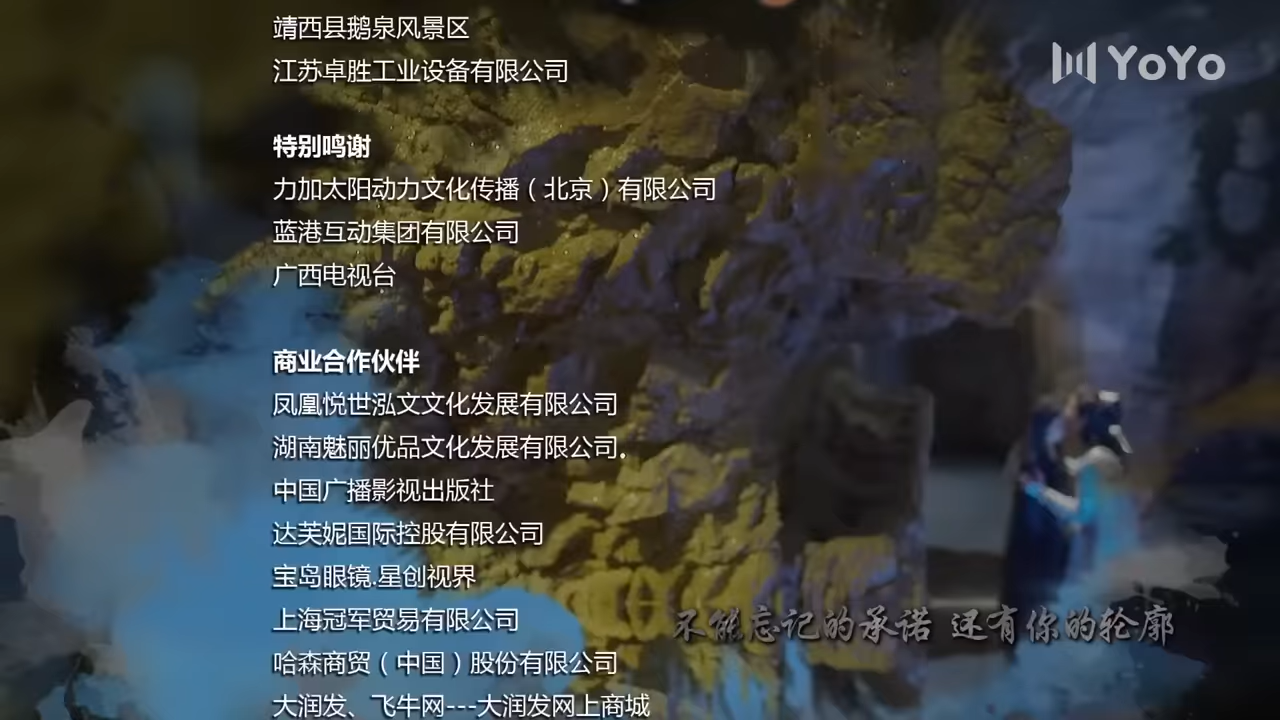 靖西县鹅泉风景区
江苏卓胜工业设备有限公司
YoYo
特别鸣谢
力加太阳动力文化传播（北京）有限公司
蓝港互动集团有限公司
广西电视台
商业合作伙伴
凤凰悦世泓文文化发展有限公司
湖南魅丽优品文化发展有限公司。
中国广播影视出版社
达芙妮国际控股有限公司
宝岛眼镜.星创视界
上海冠军贸易有限公司
不能忘记的承诺 还有你的轮廓
哈森商贸（中国）股份有限公司
大润发、飞牛网---大润发网上商城